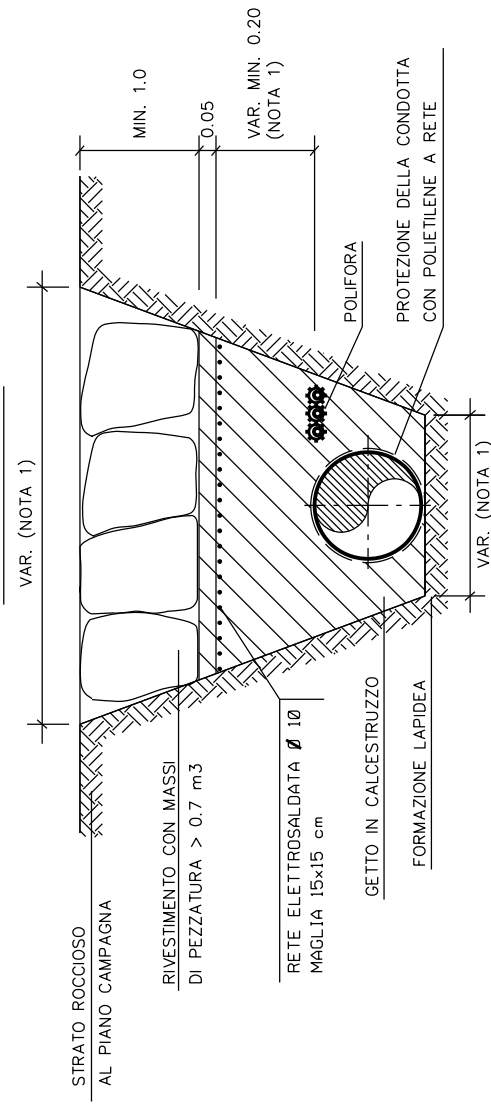 VAR. (NOTA 1)
MIN. 1.0
0.05
VAR. MIN. 0.20
(NOTA 1)
STRATO ROCCIOSO
AL PIANO CAMPAGNA
RIVESTIMENTO CON MASSI
DI PEZZATURA > 0.7 m3
RETE ELETTROSALDATA Ø 10
MAGLIA 15x15 cm
GETTO IN CALCESTRUZZO
FORMAZIONE LAPIDEA
POLIFORA
PROTEZIONE DELLA CONDOTTA
CON POLIETILENE A RETE
VAR. (NOTA 1)